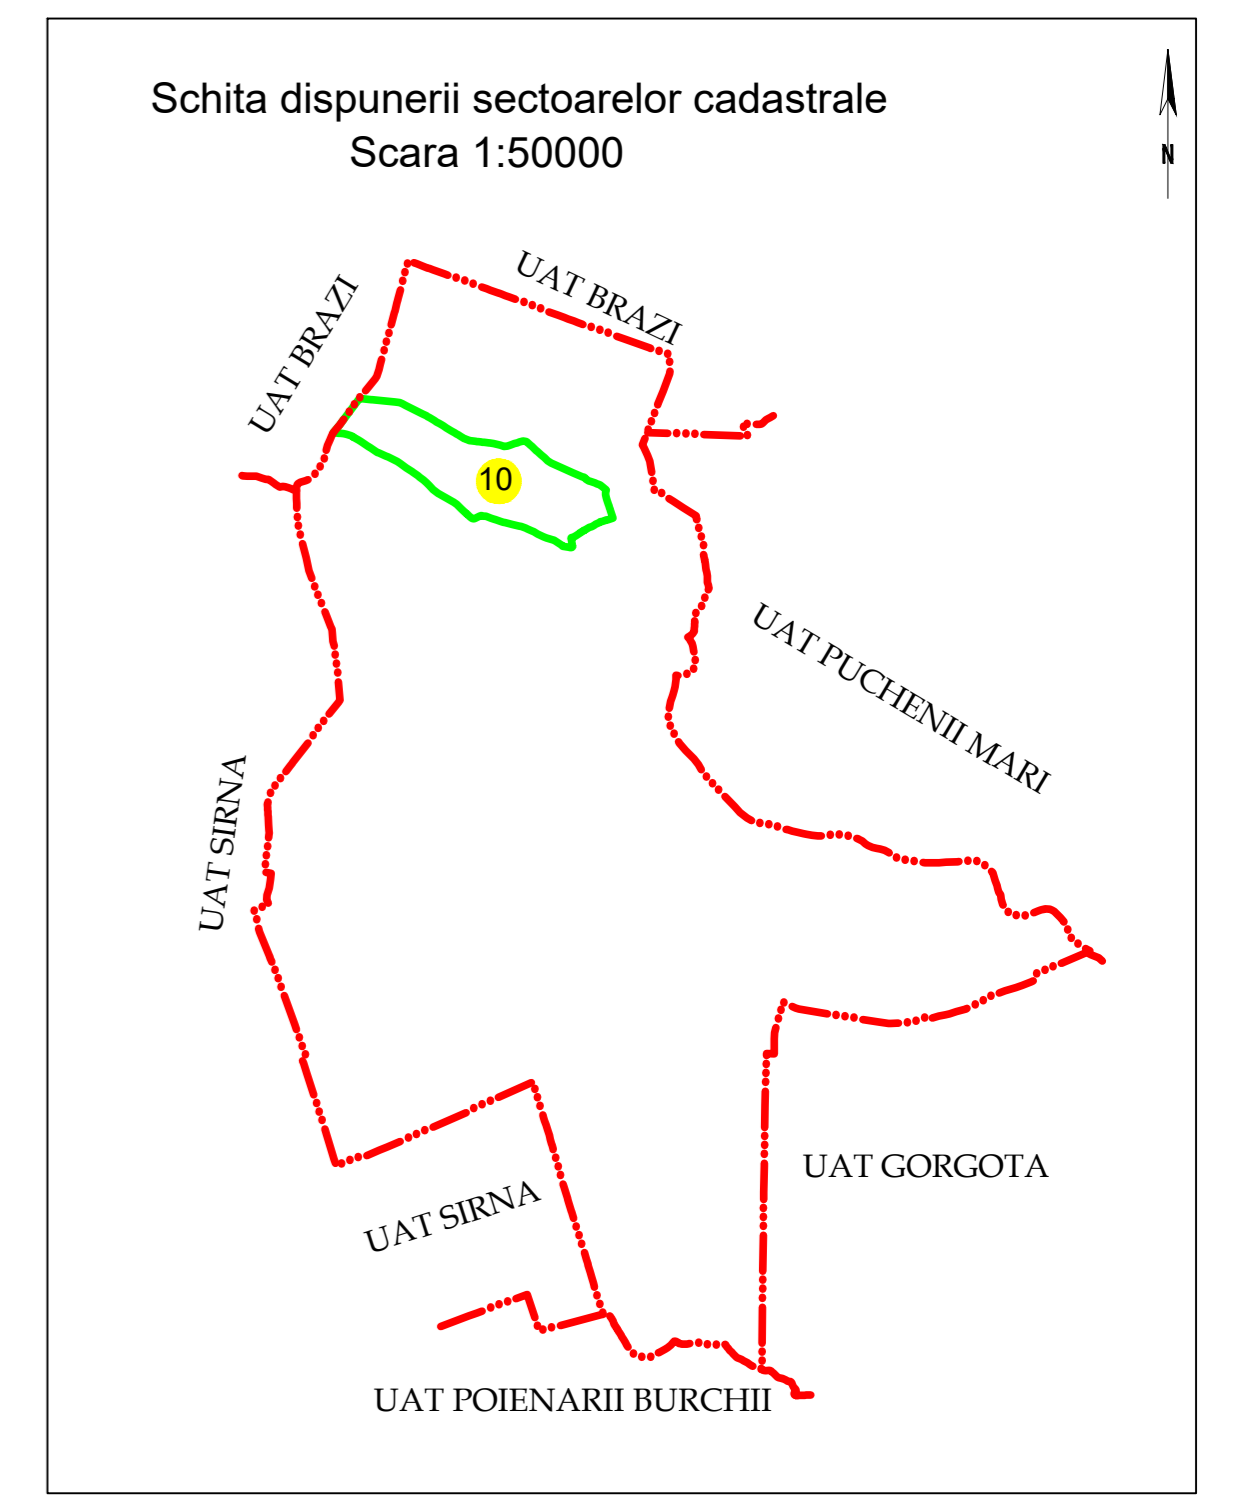 Schita dispunerii sectoarelor cadastrale
Scara 1:50000
N
UAT BRAZI
UAT BRAZI
10
UAT PUCHENII MARI
UAT SIRNA
UAT GORGOTA
UAT SIRNA
UAT POIENARII BURCHII